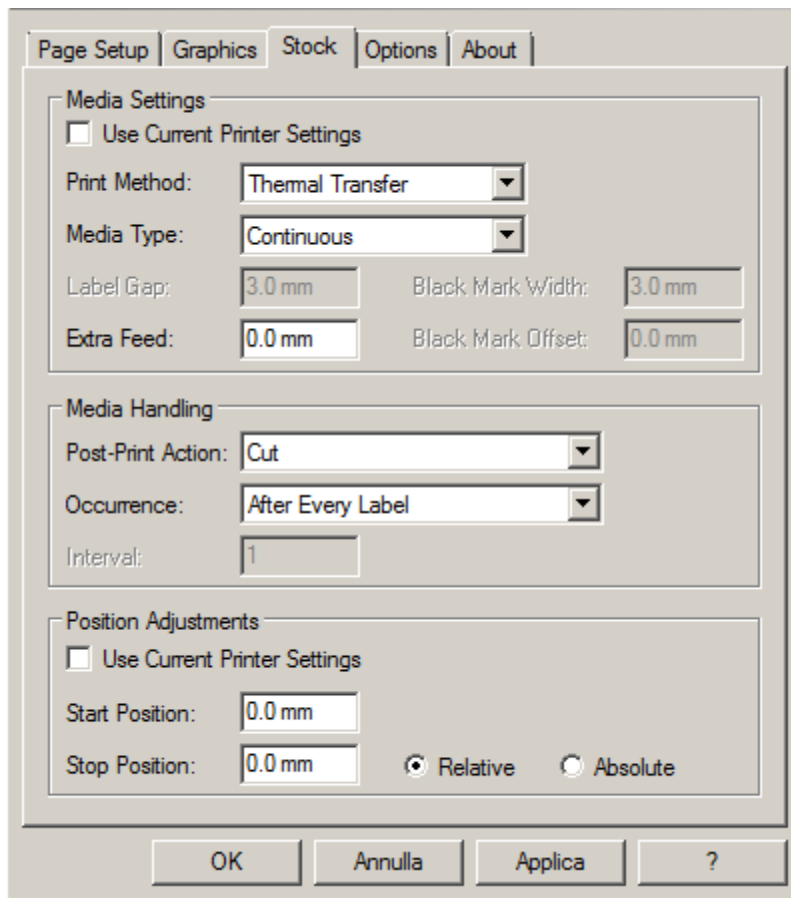 Page Setup Graphics Stock Options About
Media Settings
Use Current Printer Settings
Print Method: Thermal Transfer
Media Type: Continuous
Label Gap: 3.0 mm Black Mark Width: 3.0 mm
Extra Feed: 0.0 mm Black Mark Offset: 0.0 mm
Media Handling
Post-Print Action: Cut
Occurrence: After Every Label
Interval: 1
Position Adjustments
Use Current Printer Settings
Start Position: 0.0 mm
Stop Position: 0.0 mm Relative Absolute
OK Annulla Applica ?